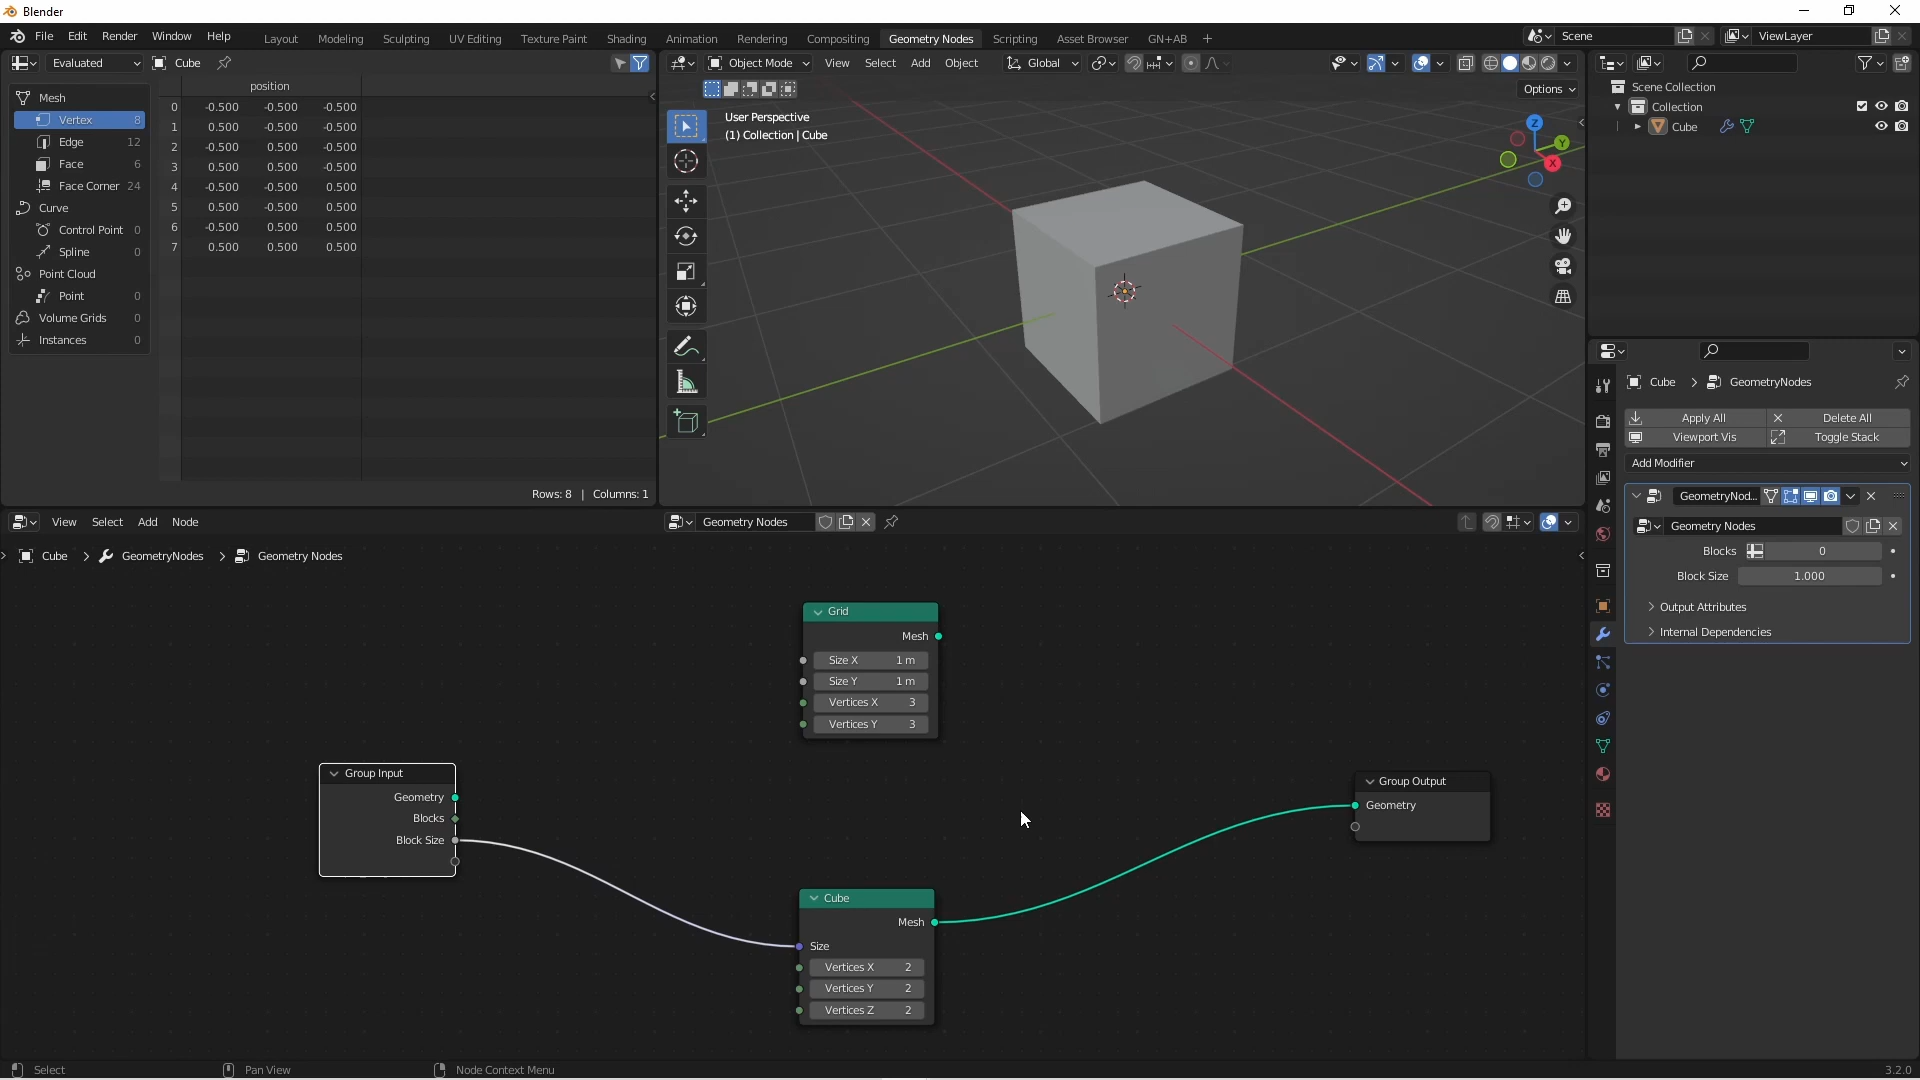 Blender
File Edit Render Window Help Layout Modeling Sculpting UV Editing Texture Paint Shading Animation Rendering Compositing Geometry Nodes Scripting Asset Browser GN+AB + Scene ViewLayer
Evaluated Cube
position
Mesh
Vertex 8
Edge 12
Face 6
Face Corner 24
Curve
Control Point 0
Spline 0
Point Cloud
Point 0
Volume Grids 0
Instances 0
0 -0.500 -0.500 -0.500
1 0.500 -0.500 -0.500
2 -0.500 0.500 -0.500
3 0.500 0.500 -0.500
4 -0.500 -0.500 0.500
5 0.500 -0.500 0.500
6 -0.500 0.500 0.500
7 0.500 0.500 0.500
Rows: 8 | Columns: 1
Object Mode View Select Add Object Global
Options
User Perspective
(1) Collection | Cube
Z
Y
X
Scene Collection
Collection
Cube
Cube GeometryNodes
Apply All Delete All
Viewport Vis Toggle Stack
Add Modifier
GeometryNod...
Geometry Nodes
Blocks 0
Block Size 1.000
Output Attributes
Internal Dependencies
View Select Add Node Geometry Nodes
Cube GeometryNodes Geometry Nodes
Grid
Mesh
Size X 1 m
Size Y 1 m
Vertices X 3
Vertices Y 3
Group Input
Geometry
Blocks
Block Size
Cube
Mesh
Size
Vertices X 2
Vertices Y 2
Vertices Z 2
Group Output
Geometry
Select Pan View Node Context Menu 3.2.0